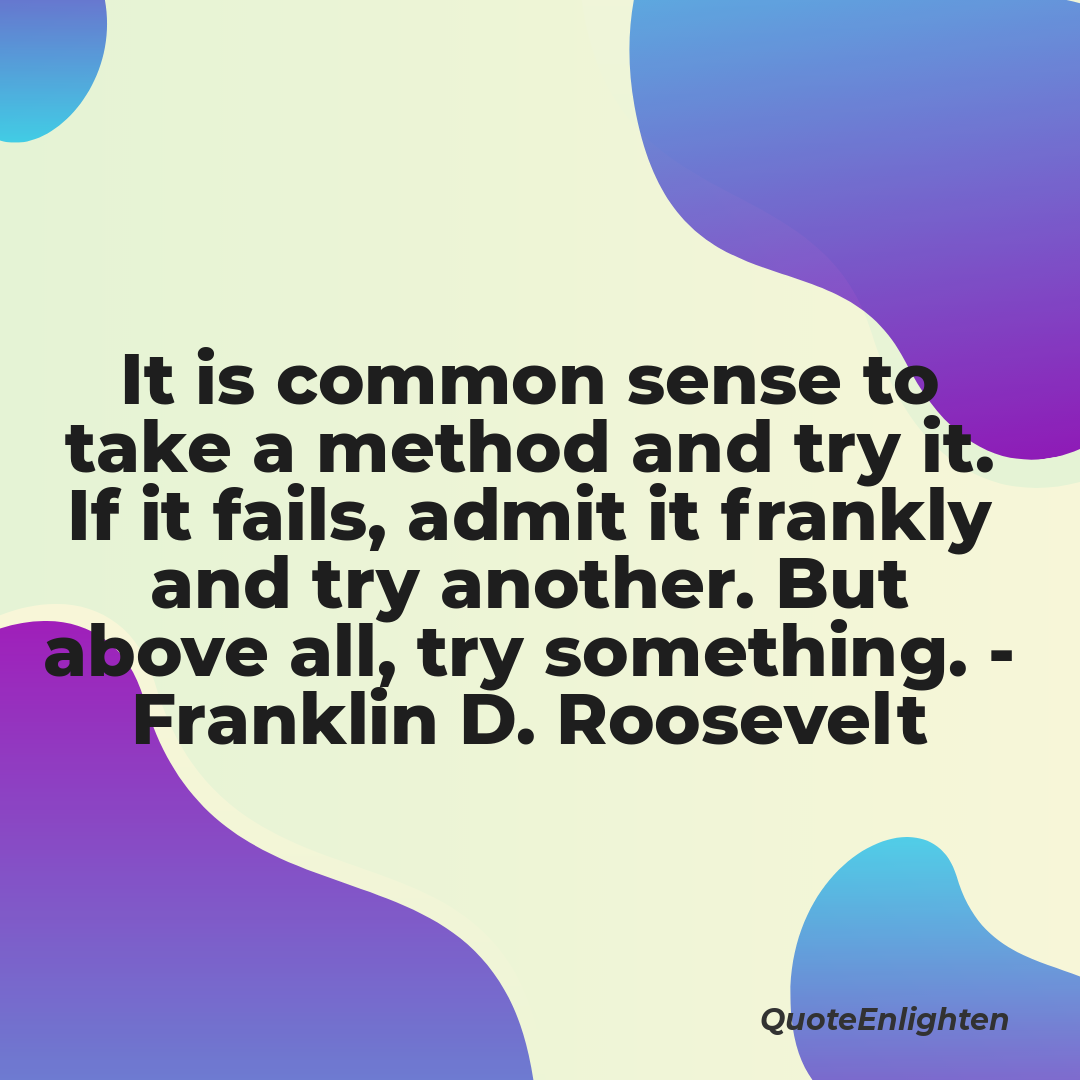 It is common sense to
take a method and try it.
If it fails, admit it frankly
and try another. But
above all, try something. -
Franklin D. Roosevelt
QuoteEnlighten